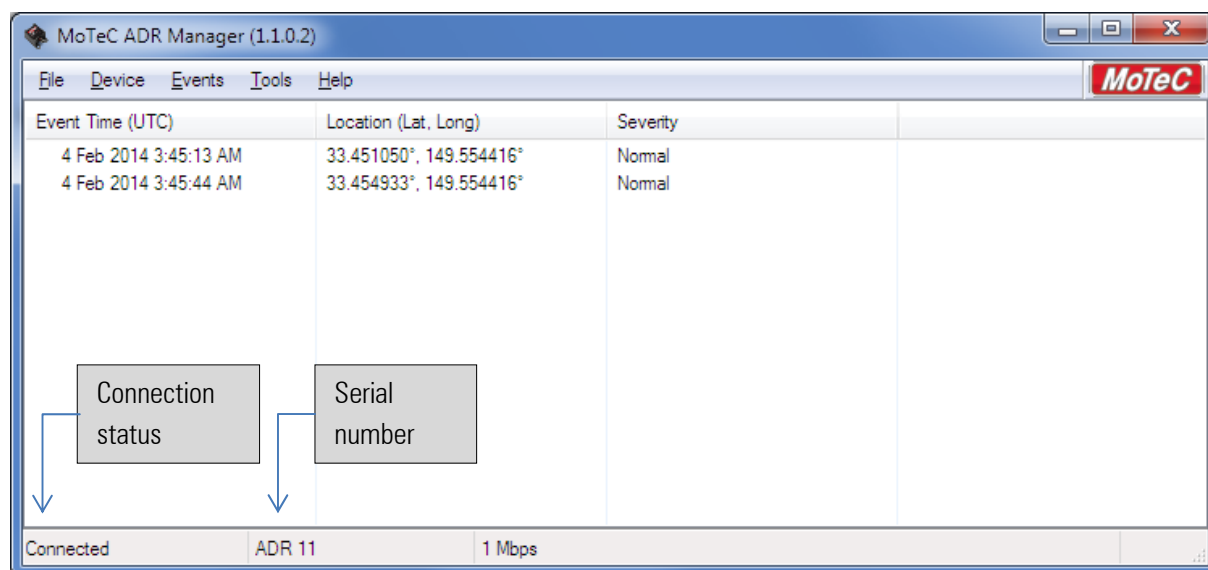 MoTeC ADR Manager (1.1.0.2)
File Device Events Tools Help MoTeC
Event Time (UTC) Location (Lat, Long) Severity
4 Feb 2014 3:45:13 AM 33.451050°, 149.554416° Normal
4 Feb 2014 3:45:44 AM 33.454933°, 149.554416° Normal
Connection
status
Serial
number
Connected ADR 11 1 Mbps